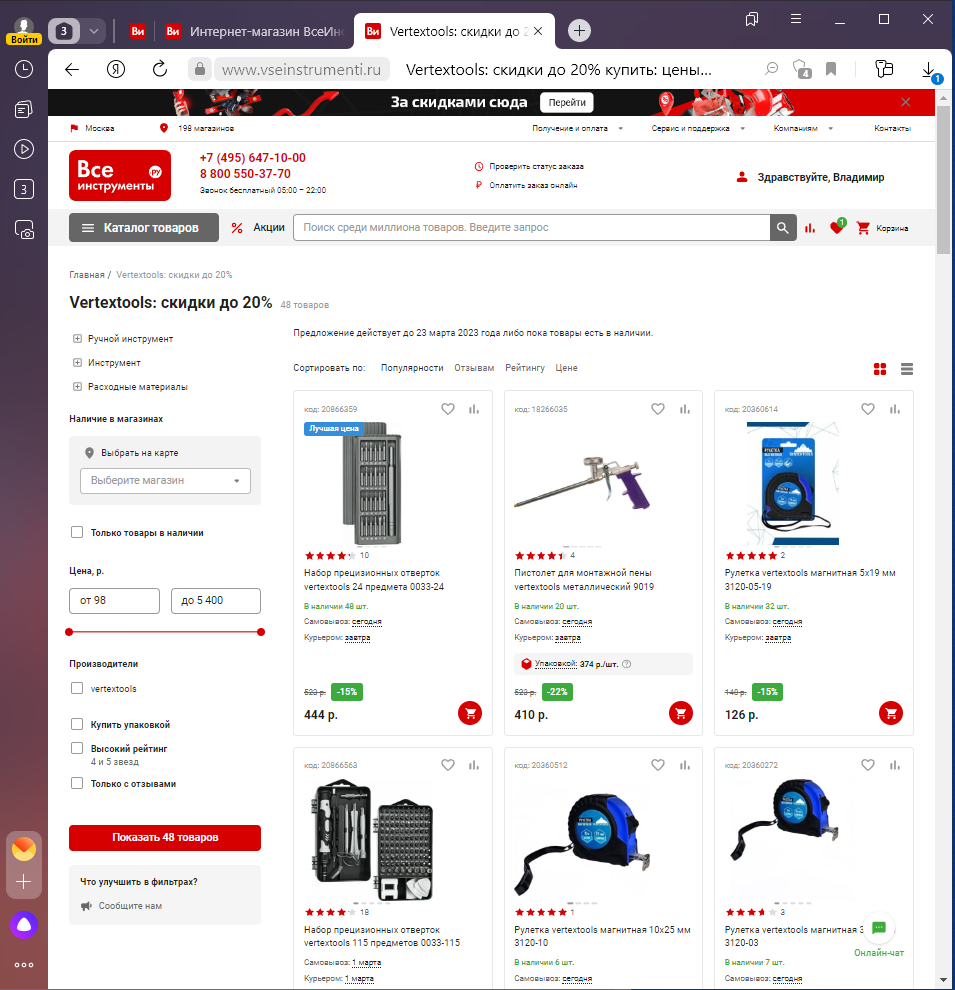 Войти
3
Ви
Ви Интернет-магазин ВсеИн
Ви Vertextools: скидки до 2
Я
www.vseinstrumenti.ru
Vertextools: скидки до 20% купить: цены...
4
1
3
За скидками сюда
Перейти
Москва
198 магазинов
Получение и оплата
Сервис и поддержка
Компаниям
Контакты
Все
инструменты
.ру
+7 (495) 647-10-00
8 800 550-37-70
Звонок бесплатный 05:00 – 22:00
Проверить статус заказа
Оплатить заказ онлайн
Здравствуйте, Владимир
Каталог товаров
Акции
Поиск среди миллиона товаров. Введите запрос
1
Корзина
Главная / Vertextools: скидки до 20%
Vertextools: скидки до 20% 48 товаров
Ручной инструмент
Инструмент
Расходные материалы
Наличие в магазинах
Выбрать на карте
Выберите магазин
Только товары в наличии
Цена, р.
от 98
до 5 400
Производители
vertextools
Купить упаковкой
Высокий рейтинг
4 и 5 звезд
Только с отзывами
Показать 48 товаров
Что улучшить в фильтрах?
Сообщите нам
Предложение действует до 23 марта 2023 года либо пока товары есть в наличии.
Сортировать по: Популярности Отзывам Рейтингу Цене
код: 20866359
Лучшая цена
10
Набор прецизионных отверток
vertextools 24 предмета 0033-24
В наличии 48 шт.
Самовывоз: сегодня
Курьером: завтра
523 р. -15%
444 р.
код: 18266035
4
Пистолет для монтажной пены
vertextools металлический 9019
В наличии 20 шт.
Самовывоз: сегодня
Курьером: завтра
Упаковкой: 374 р./шт.
523 р. -22%
410 р.
код: 20360614
РУЛЕТКА
VERTEXTOOLS
2
Рулетка vertextools магнитная 5x19 мм
3120-05-19
В наличии 32 шт.
Самовывоз: сегодня
Курьером: завтра
148 р. -15%
126 р.
код: 20866563
18
Набор прецизионных отверток
vertextools 115 предметов 0033-115
Самовывоз: 1 марта
Курьером: 1 марта
код: 20360512
1
Рулетка vertextools магнитная 10x25 мм
3120-10
В наличии 6 шт.
Самовывоз: сегодня
код: 20360272
3
Рулетка vertextools магнитная 3
3120-03
В наличии 7 шт.
Самовывоз: сегодня
Онлайн-чат